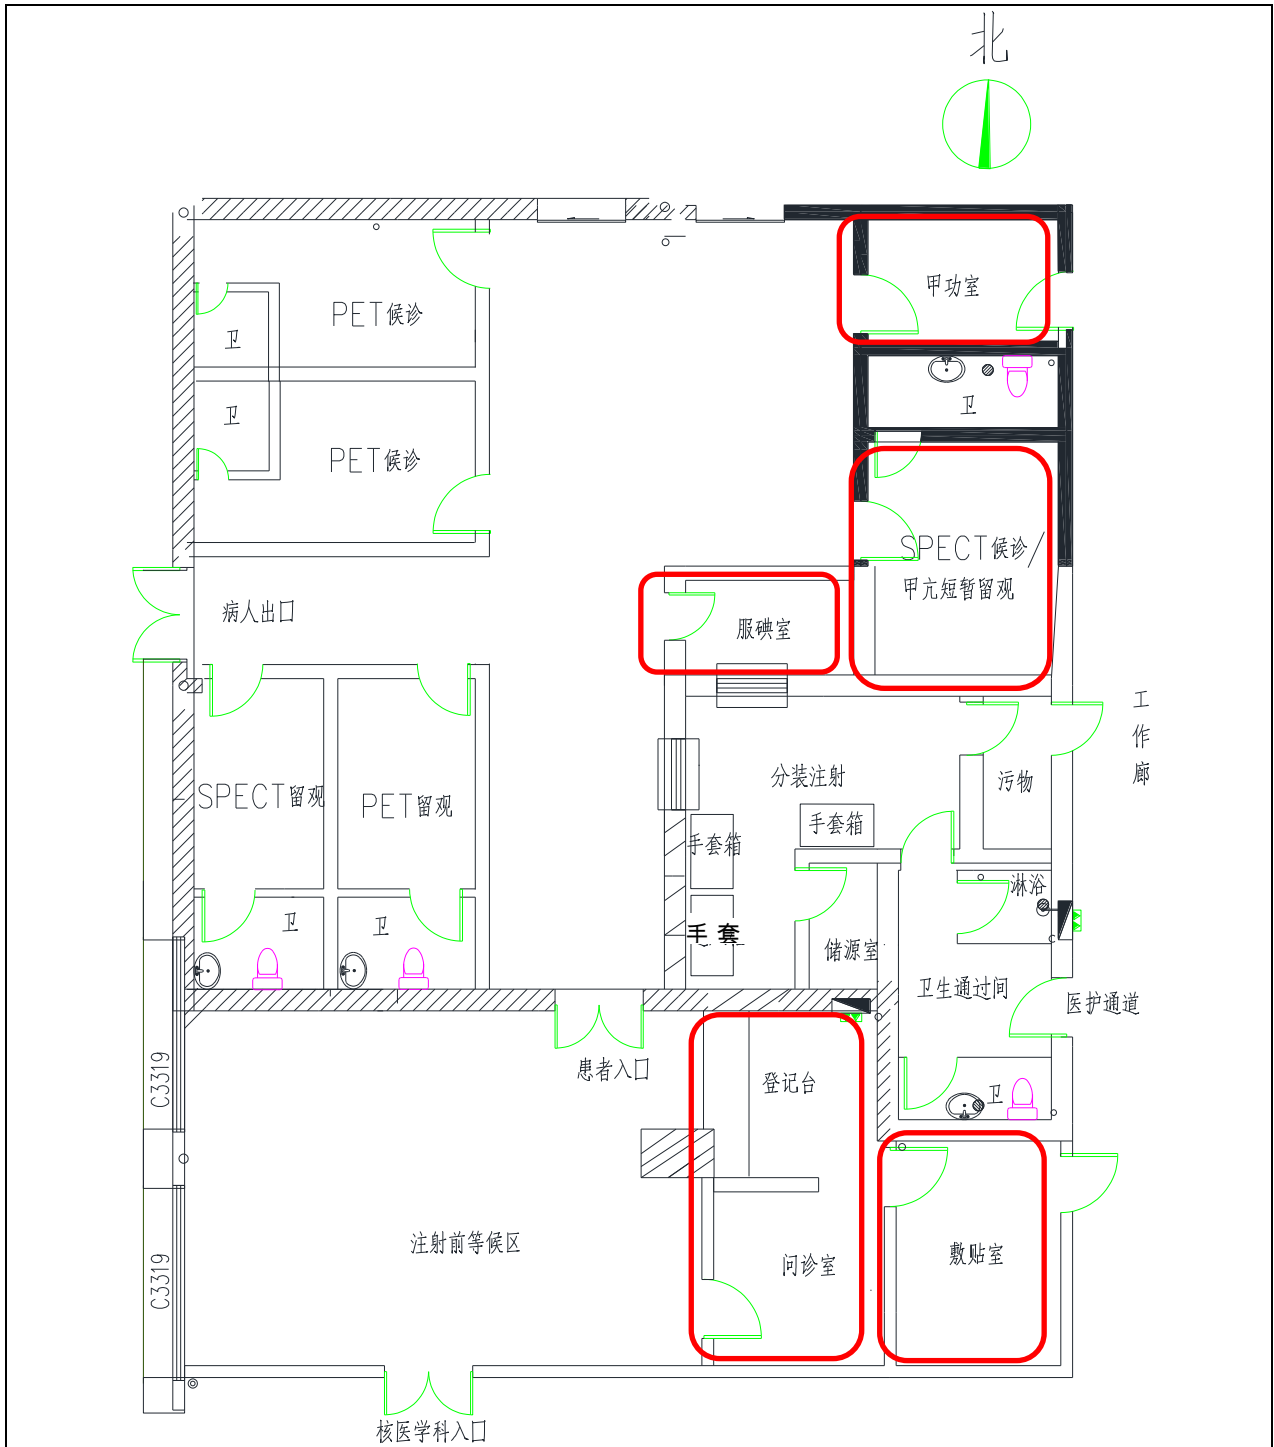 北
甲功室
PET候诊
卫
卫
卫
PET候诊
SPECT候诊/
甲亢短暂留观
病人出口
服碘室
工
作
廊
分装注射
污物
SPECT留观
PET留观
手套箱
手套箱
淋浴
卫
卫
手 套
储源室
卫生通过间
医护通道
患者入口
登记台
C3319
卫
注射前等候区
问诊室
敷贴室
C3319
核医学科入口